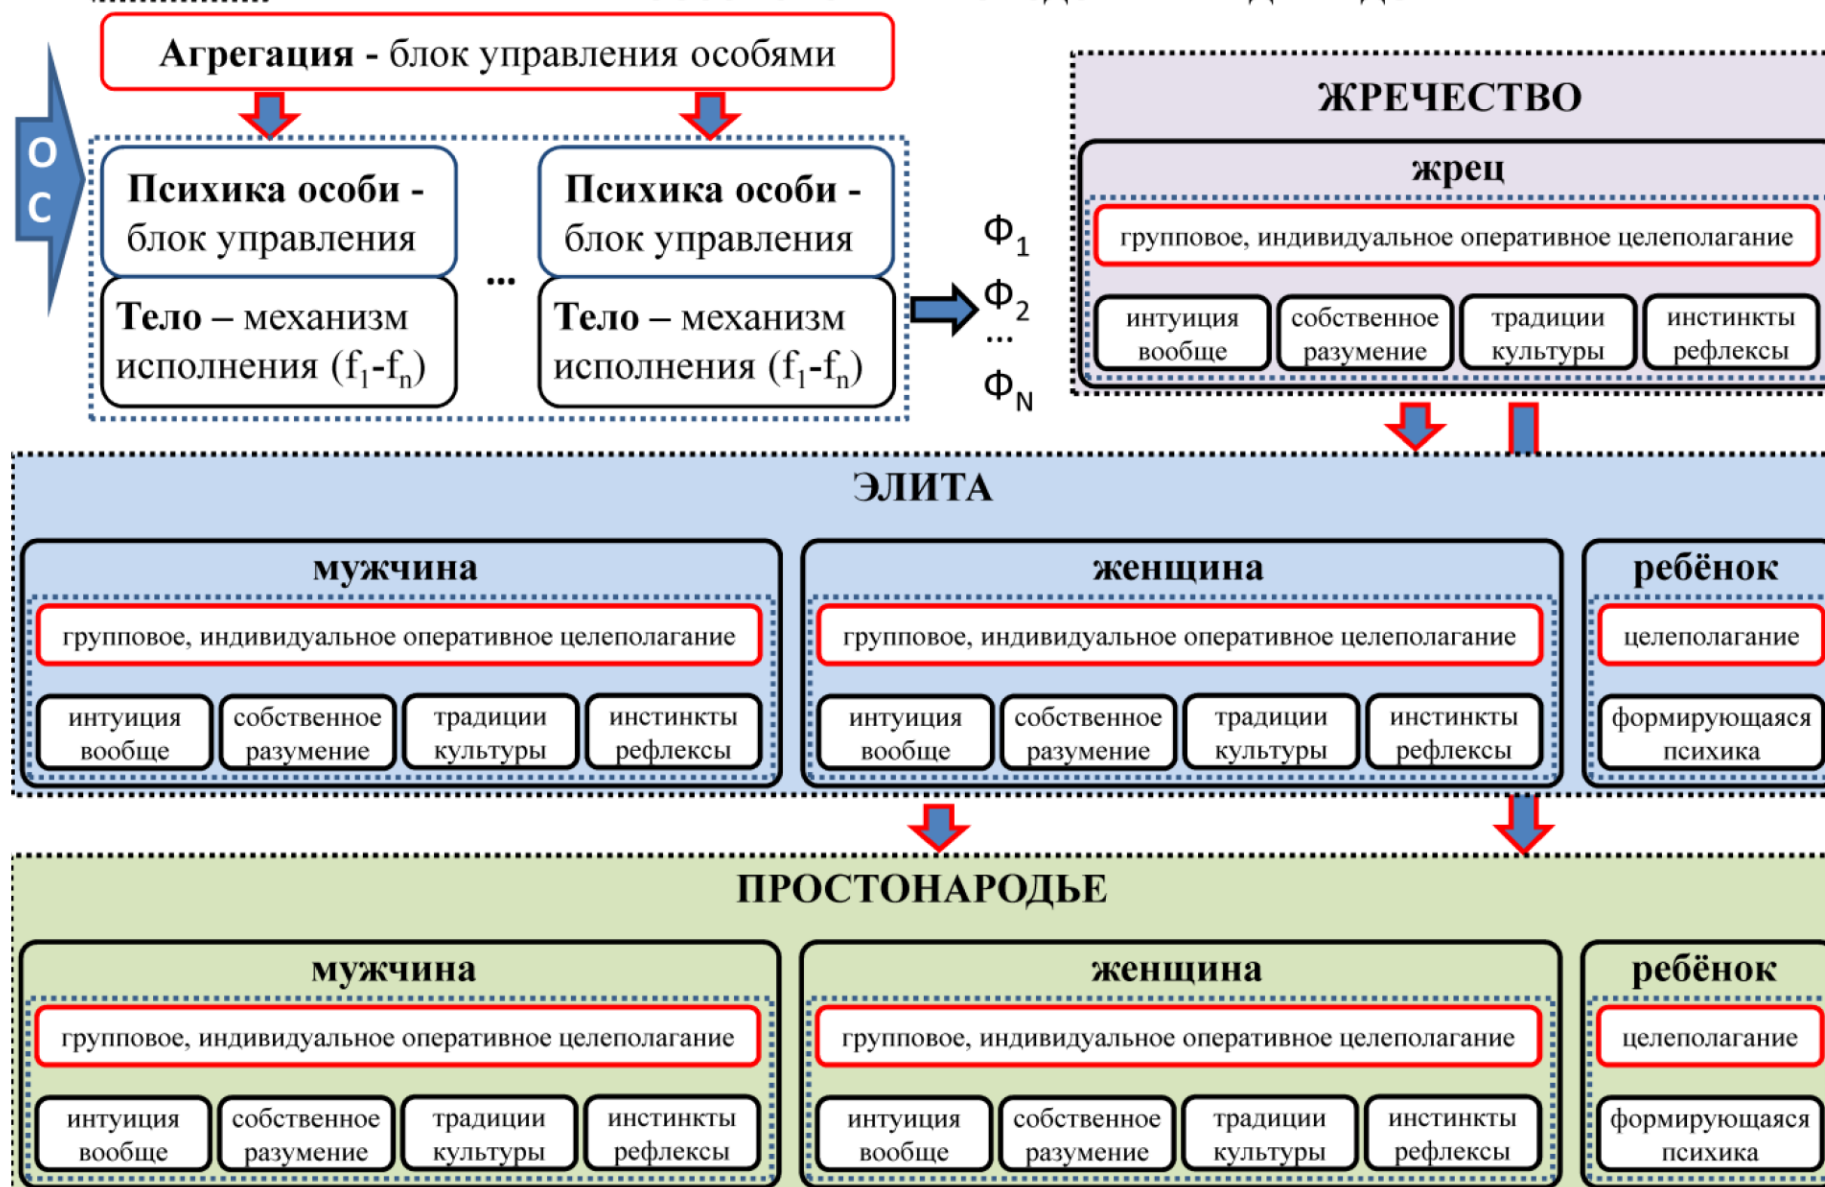 Агрегация - блок управления особями
О
С
Психика особи -
блок управления
Тело – механизм
исполнения (f1-fn)
...
Психика особи -
блок управления
Тело – механизм
исполнения (f1-fn)
Ф1
Ф2
...
ФN
ЖРЕЧЕСТВО
жрец
групповое, индивидуальное оперативное целеполагание
интуиция
вообще
собственное
разумение
традиции
культуры
инстинкты
рефлексы
ЭЛИТА
мужчина
групповое, индивидуальное оперативное целеполагание
интуиция
вообще
собственное
разумение
традиции
культуры
инстинкты
рефлексы
женщина
групповое, индивидуальное оперативное целеполагание
интуиция
вообще
собственное
разумение
традиции
культуры
инстинкты
рефлексы
ребёнок
целеполагание
формирующаяся
психика
ПРОСТОНАРОДЬЕ
мужчина
групповое, индивидуальное оперативное целеполагание
интуиция
вообще
собственное
разумение
традиции
культуры
инстинкты
рефлексы
женщина
групповое, индивидуальное оперативное целеполагание
интуиция
вообще
собственное
разумение
традиции
культуры
инстинкты
рефлексы
ребёнок
целеполагание
формирующаяся
психика